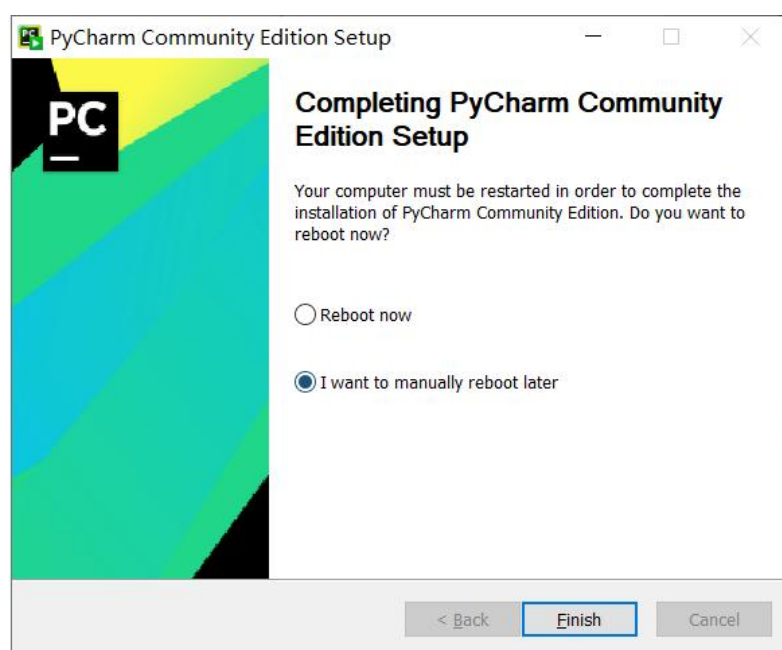 PyCharm Community Edition Setup
PC
Completing PyCharm Community
Edition Setup
Your computer must be restarted in order to complete the
installation of PyCharm Community Edition. Do you want to
reboot now?
Reboot now
I want to manually reboot later
< Back
Finish
Cancel